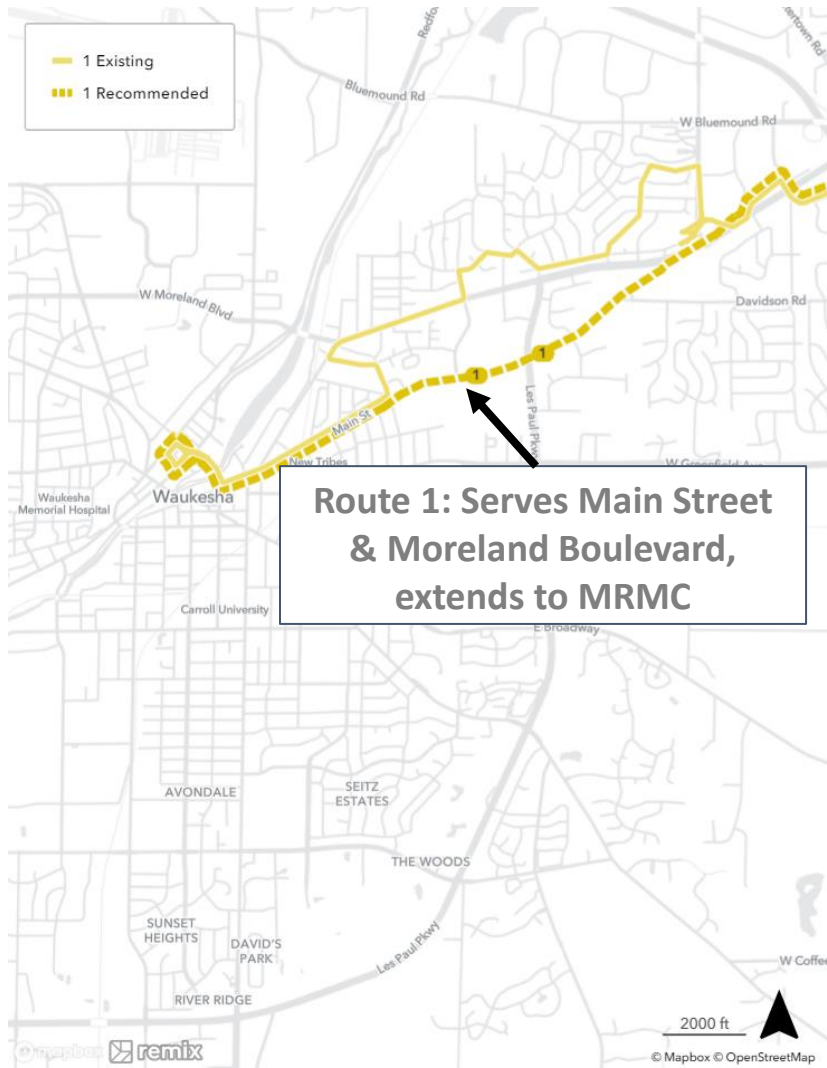 1 Existing
1 Recommended
Bluemound Rd
W Bluemound Rd
W Moreland Blvd
Davidson Rd
1
1
Les Paul Pkwy
Main St
New Tribes
Waukesha
Memorial Hospital
Waukesha
Route 1: Serves Main Street
& Moreland Boulevard,
extends to MRMC
Carroll University
E Broadway
AVONDALE
SEITZ
ESTATES
THE WOODS
SUNSET
HEIGHTS
DAVID'S
PARK
Les Paul Pkwy
W Coffee
RIVER RIDGE
2000 ft
mapbox remix
© Mapbox © OpenStreetMap